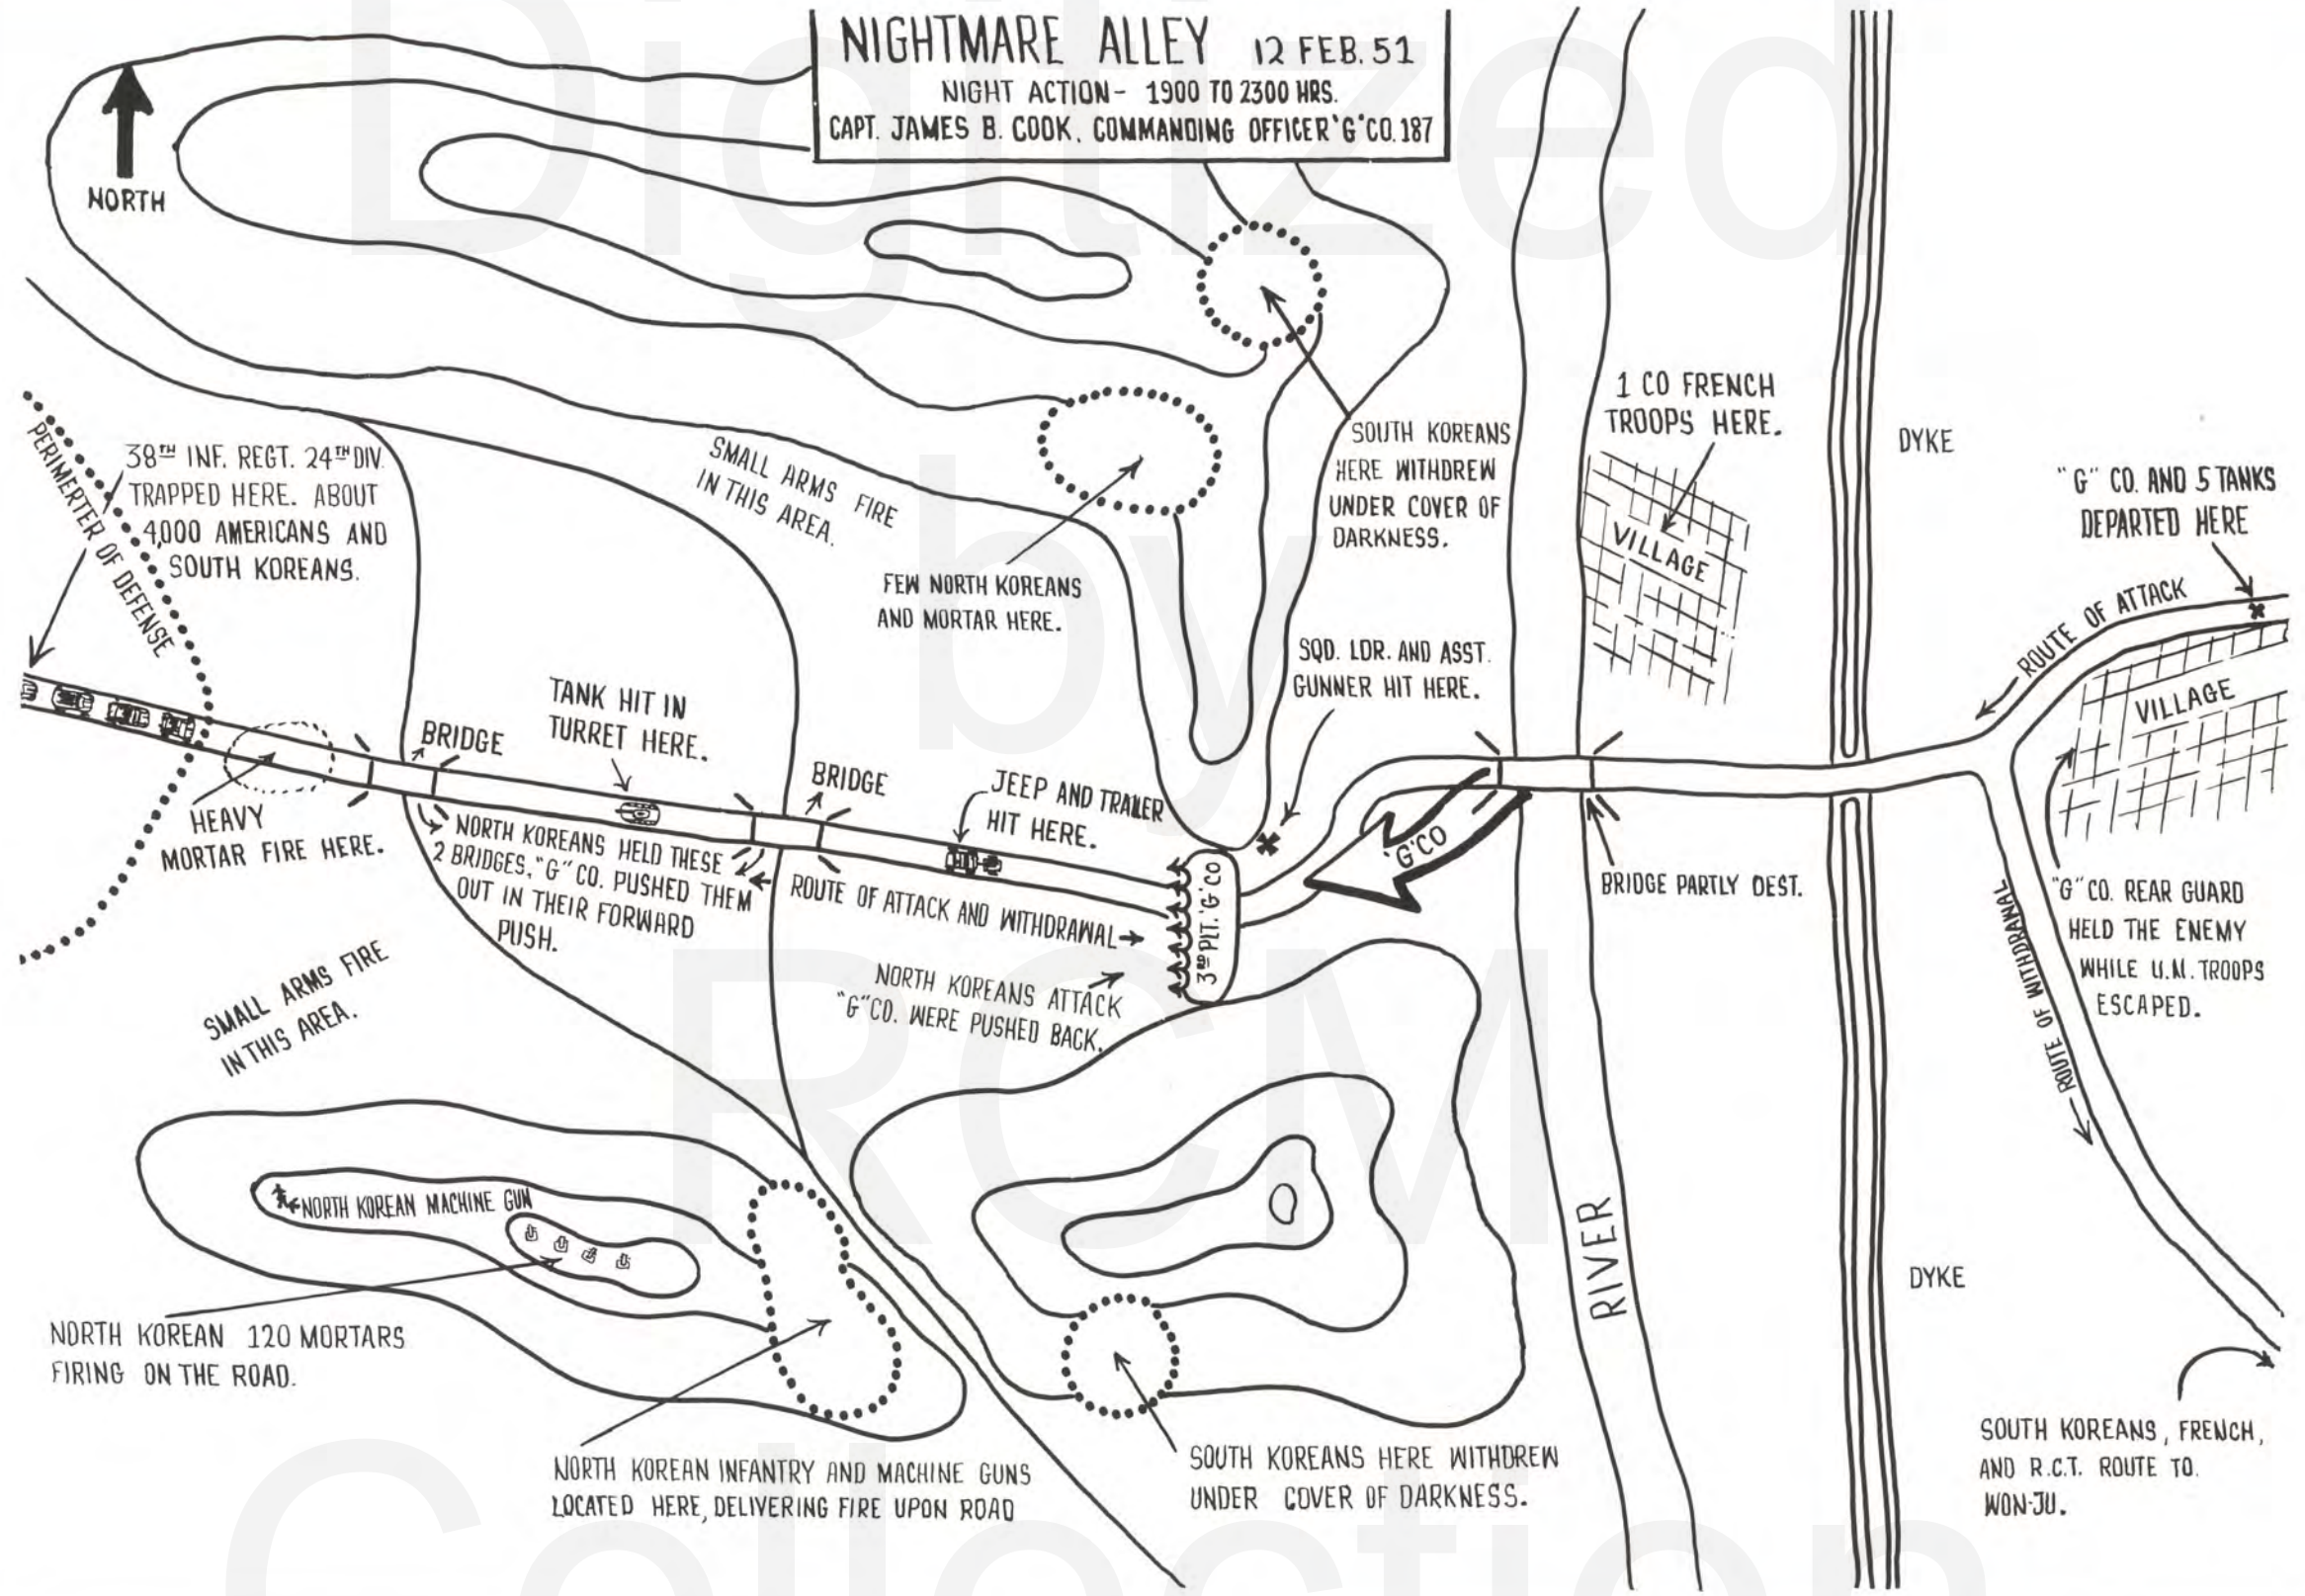 NIGHTMARE ALLEY 12 FEB. 51
NIGHT ACTION - 1900 TO 2300 HRS.
CAPT. JAMES B. COOK, COMMANDING OFFICER 'G' CO. 187
NORTH
PERIMERTER OF DEFENSE
38TH INF. REGT. 24TH DIV.
TRAPPED HERE. ABOUT
4,000 AMERICANS AND
SOUTH KOREANS.
SMALL ARMS FIRE
IN THIS AREA.
FEW NORTH KOREANS
AND MORTAR HERE.
SOUTH KOREANS
HERE WITHDREW
UNDER COVER OF
DARKNESS.
1 CO FRENCH
TROOPS HERE.
VILLAGE
DYKE
"G" CO. AND 5 TANKS
DEPARTED HERE
ROUTE OF ATTACK
VILLAGE
SQD. LDR. AND ASST.
GUNNER HIT HERE.
TANK HIT IN
TURRET HERE.
BRIDGE
BRIDGE
JEEP AND TRAILER
HIT HERE.
HEAVY
MORTAR FIRE HERE.
NORTH KOREANS HELD THESE
2 BRIDGES, "G" CO. PUSHED THEM
OUT IN THEIR FORWARD
PUSH.
ROUTE OF ATTACK AND WITHDRAWAL
3RD PLT. 'G' CO
'G' CO
BRIDGE PARTLY DEST.
"G" CO. REAR GUARD
HELD THE ENEMY
WHILE U.N. TROOPS
ESCAPED.
ROUTE OF WITHDRAWAL
ROUTE OF WITHDRAWAL
NORTH KOREANS ATTACK
"G" CO. WERE PUSHED BACK.
SMALL ARMS FIRE
IN THIS AREA.
NORTH KOREAN MACHINE GUN
NORTH KOREAN 120 MORTARS
FIRING ON THE ROAD.
NORTH KOREAN INFANTRY AND MACHINE GUNS
LOCATED HERE, DELIVERING FIRE UPON ROAD
SOUTH KOREANS HERE WITHDREW
UNDER COVER OF DARKNESS.
RIVER
DYKE
SOUTH KOREANS, FRENCH,
AND R.C.T. ROUTE TO
WON-JU.
Digitized
by
RCM
Collection